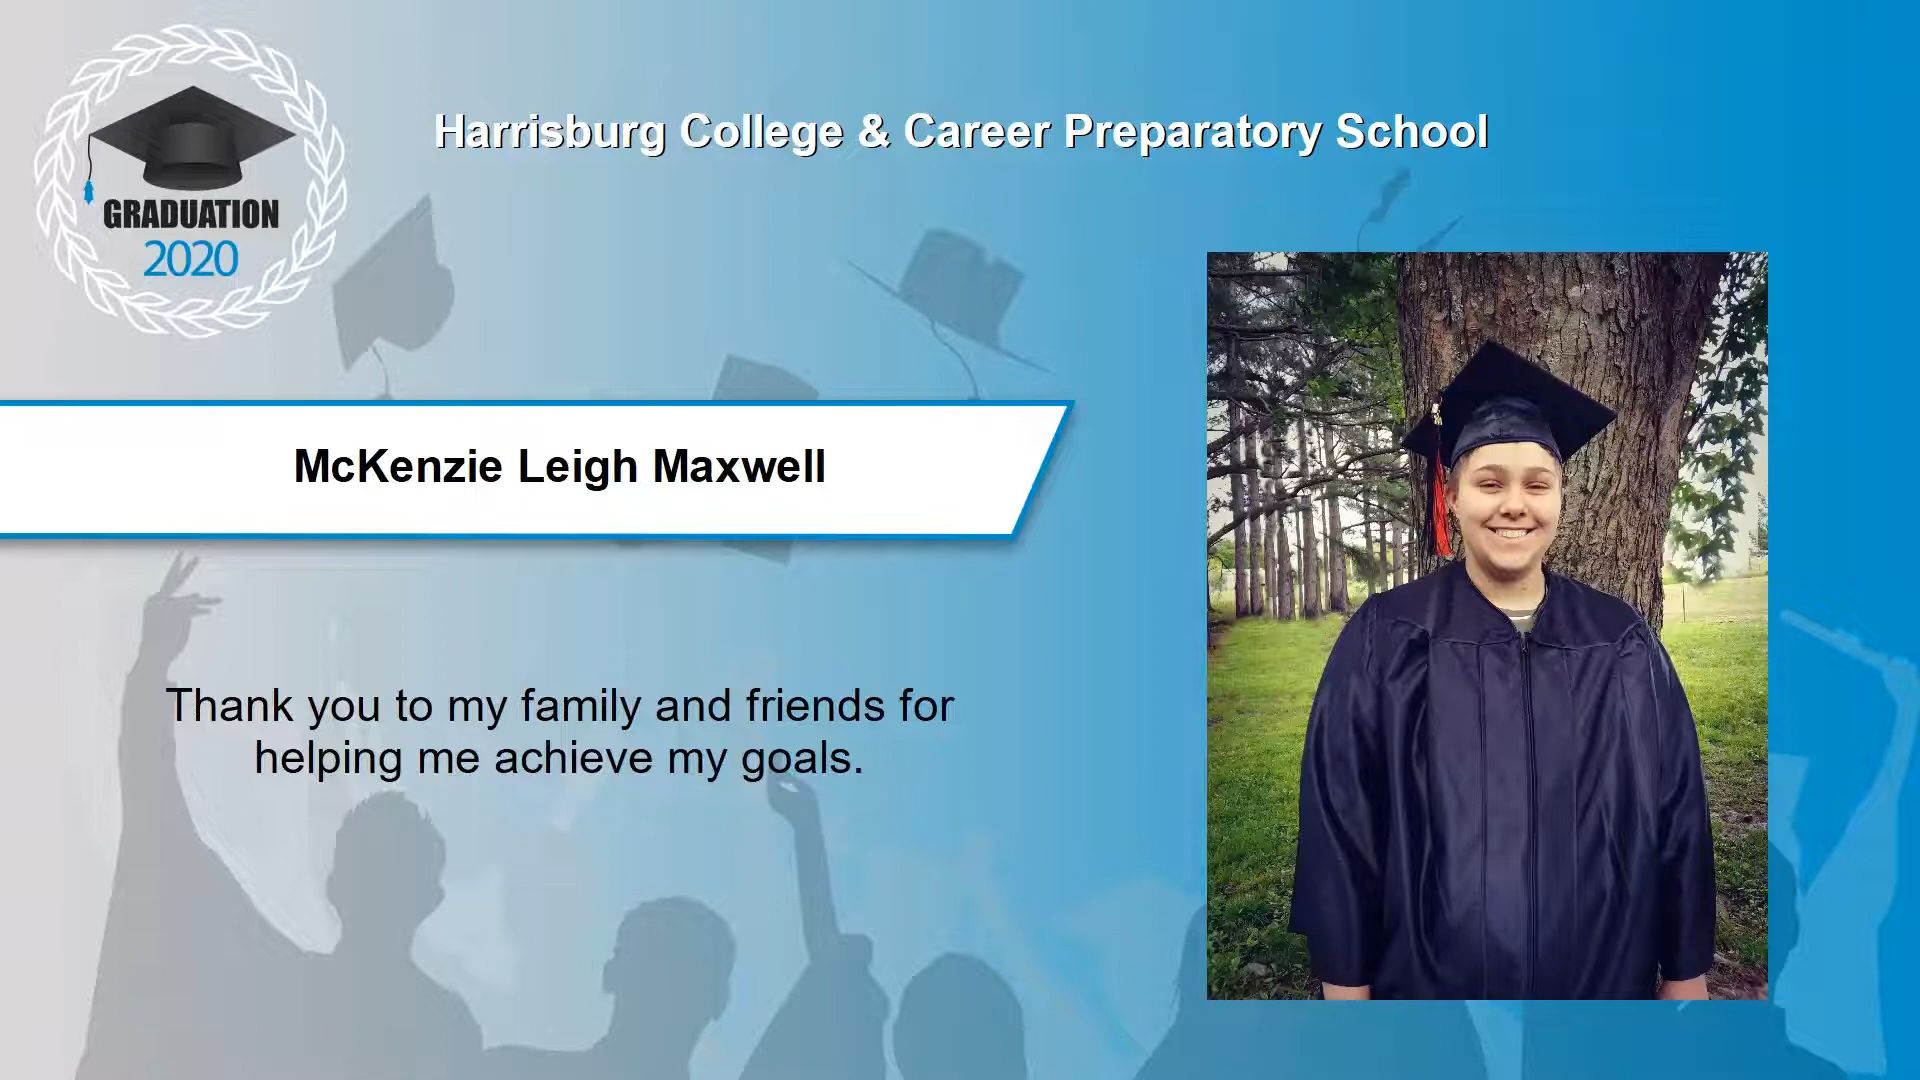 Harrisburg College & Career Preparatory School
GRADUATION
2020
McKenzie Leigh Maxwell
Thank you to my family and friends for
helping me achieve my goals.